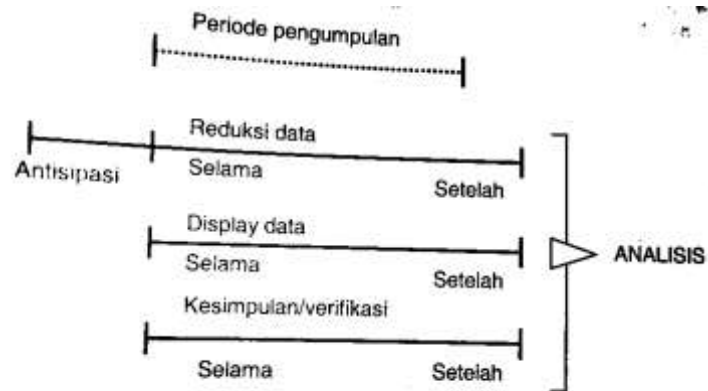 Periode pengumpulan
Reduksi data
Antisipasi
Selama
Setelah
Display data
Selama
Setelah
ANALISIS
Kesimpulan/verifikasi
Selama
Setelah